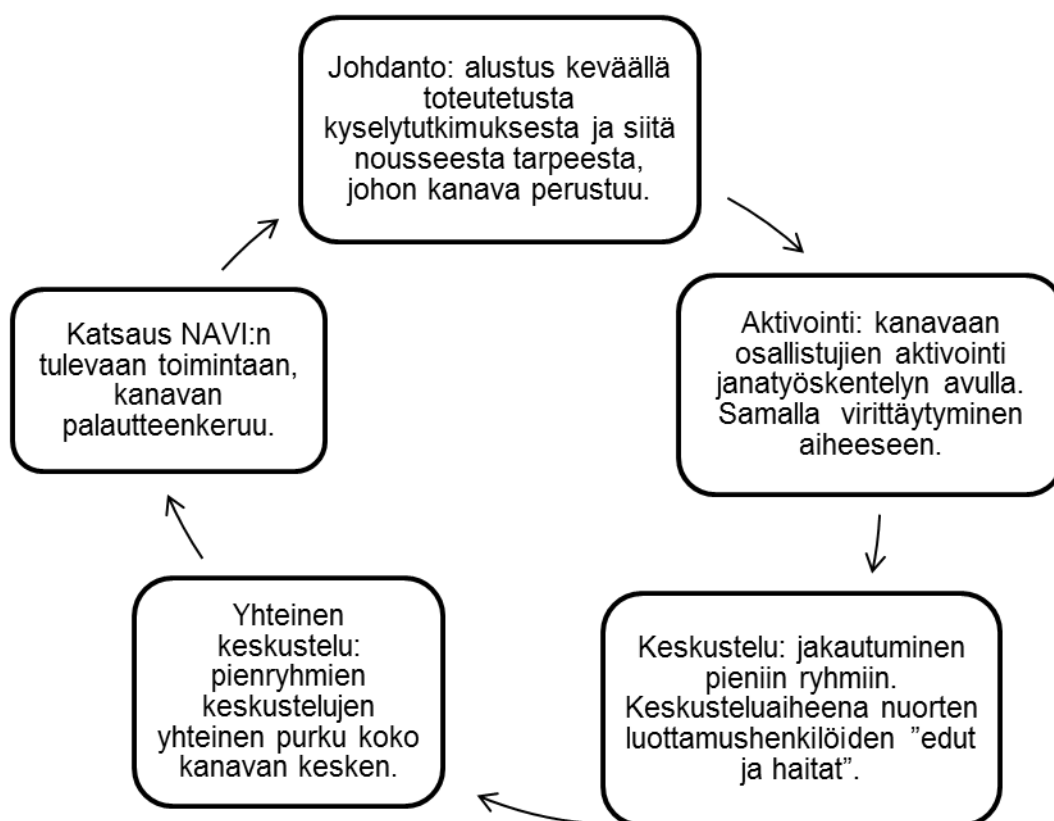 Johdanto: alustus keväällä
toteutetusta
kyselytutkimuksesta ja siitä
nousseesta tarpeesta,
johon kanava perustuu.
Aktivointi: kanavaan
osallistujien aktivointi
janatyöskentelyn avulla.
Samalla virittäytyminen
aiheeseen.
Keskustelu: jakautuminen
pieniin ryhmiin.
Keskusteluaiheena nuorten
luottamushenkilöiden ”edut
ja haitat”.
Yhteinen
keskustelu:
pienryhmien
keskustelujen
yhteinen purku koko
kanavan kesken.
Katsaus NAVI:n
tulevaan toimintaan,
kanavan
palautteenkeruu.